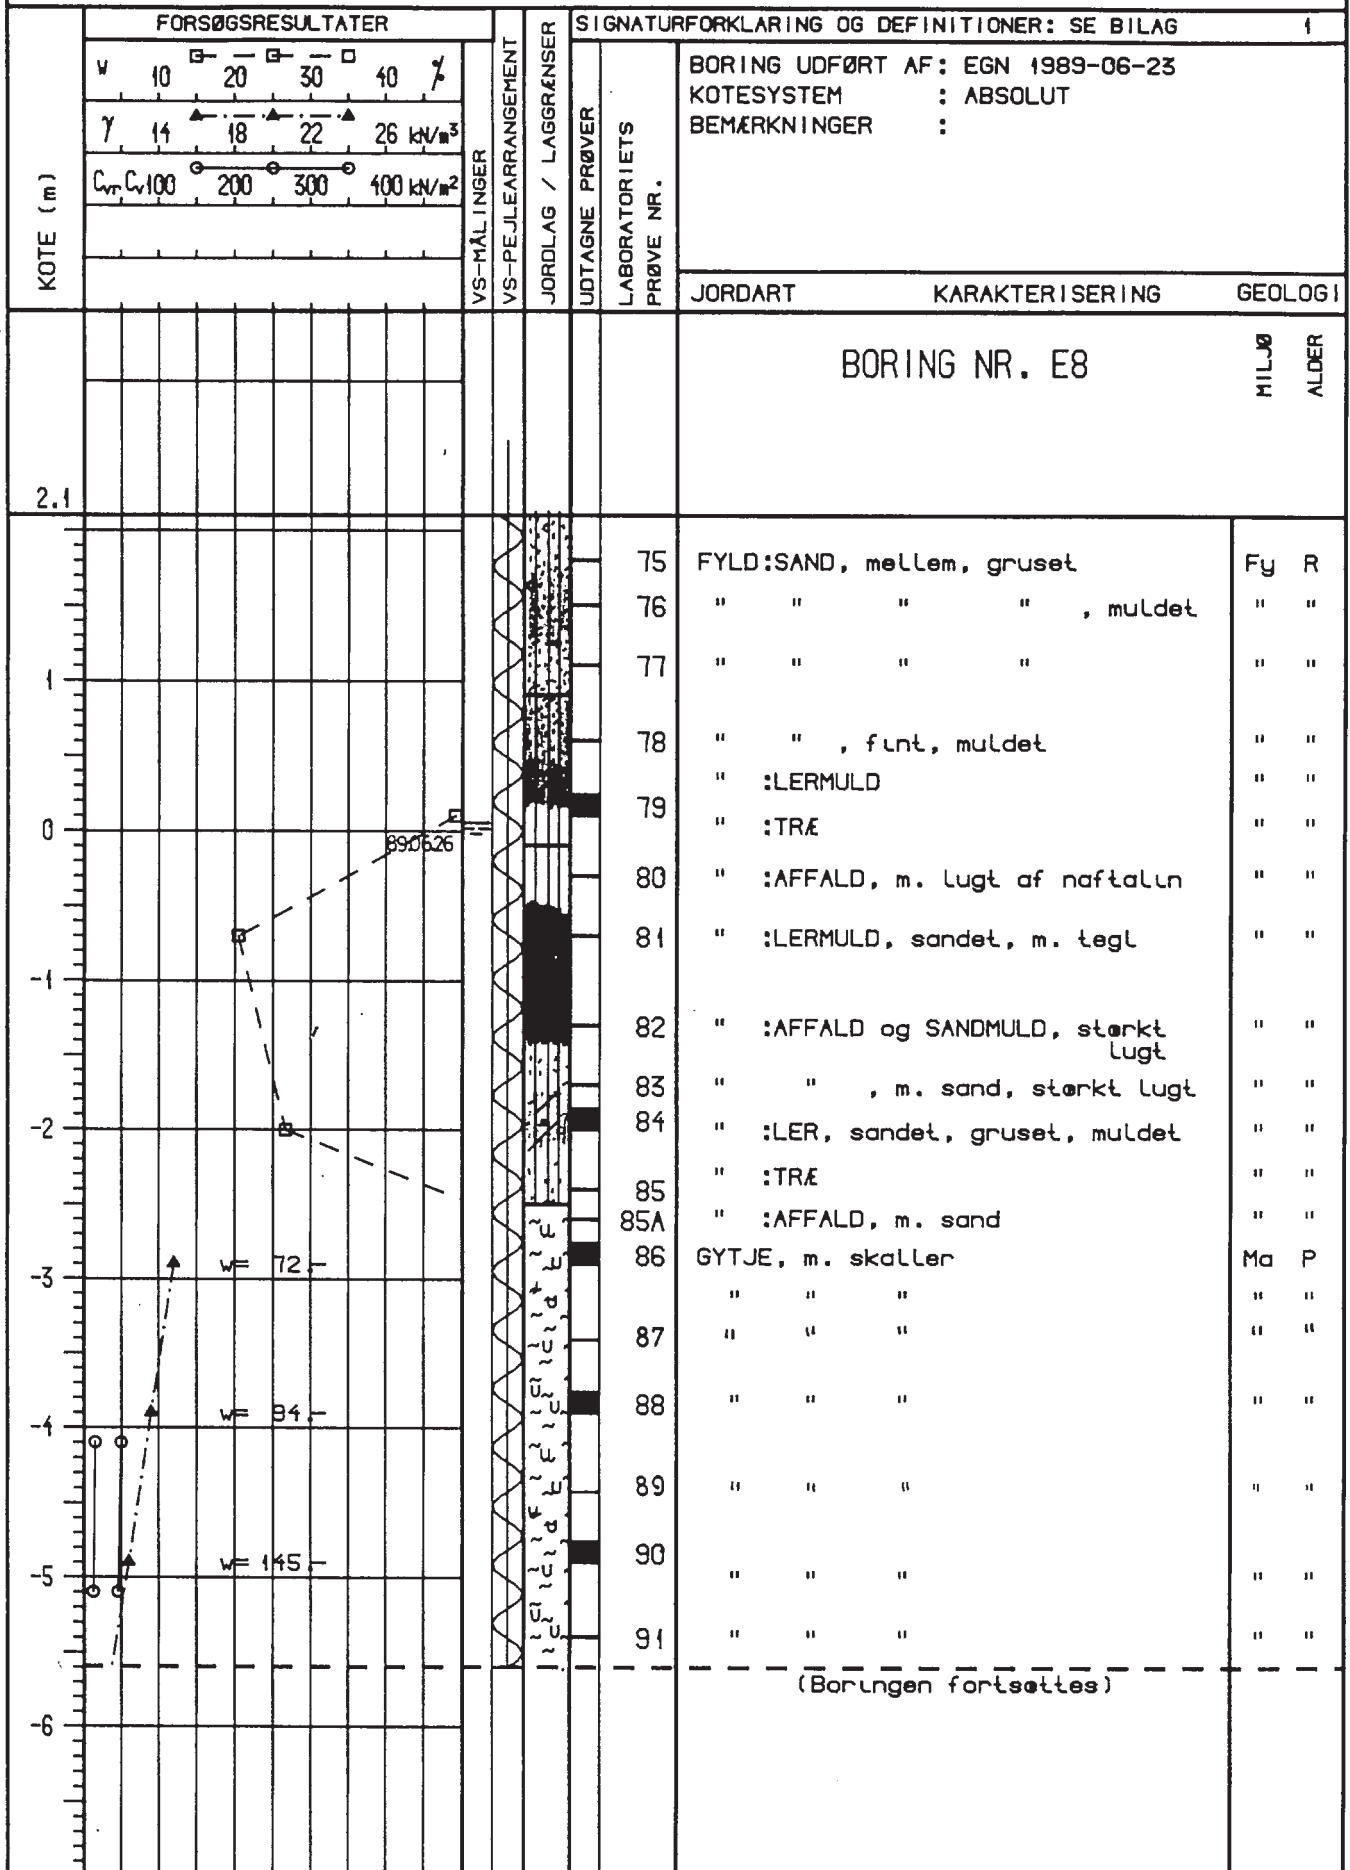 FORSØGSRESULTATER
SIGNATURFORKLARING OG DEFINITIONER: SE BILAG 1
w 10 20 30 40 %
γ 14 18 22 26 kN/m³
Cvr Cv 100 200 300 400 kN/m²
KOTE (m)
VS-MÅLINGER
VS-PEJLEARRANGEMENT
JORDLAG / LAGGRÆNSER
UDTAGNE PRØVER
LABORATORIETS
PRØVE NR.
BORING UDFØRT AF: EGN 1989-06-23
KOTESYSTEM : ABSOLUT
BEMÆRKNINGER :
JORDART KARAKTERISERING GEOLOGI
BORING NR. E8
MILJØ
ALDER
2.1
75 FYLD:SAND, mellem, gruset Fy R
76 " " " " , muldet " "
77 " " " " " "
1
78 " " , fint, muldet " "
" :LERMULD " "
79
0
" :TRÆ " "
89.06.26
80 " :AFFALD, m. lugt af naftalin " "
81 " :LERMULD, sandet, m. tegl " "
-1
82 " :AFFALD og SANDMULD, stærkt " "
lugt
83 " " , m. sand, stærkt lugt " "
84
-2 " :LER, sandet, gruset, muldet " "
" :TRÆ " "
85
85A " :AFFALD, m. sand " "
w= 72. 86 GYTJE, m. skaller Ma P
-3
" " " " "
87 " " " " "
w= 84. 88 " " " " "
-4
89 " " " " "
w= 145. 90
-5 " " " " "
91 " " " " "
(Boringen fortsættes)
-6